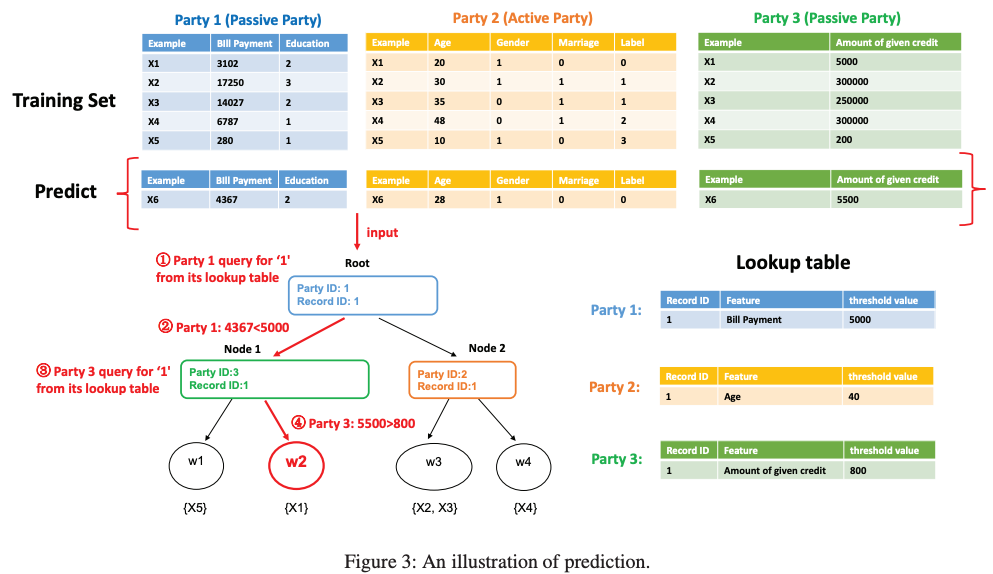 Party 1 (Passive Party) Party 2 (Active Party) Party 3 (Passive Party)
Example Bill Payment Education Example Age Gender Marriage Label Example Amount of given credit
X1 3102 2 X1 20 1 0 0 X1 5000
X2 17250 3 X2 30 1 1 1 X2 300000
Training Set X3 14027 2 X3 35 0 1 1 X3 250000
X4 6787 1 X4 48 0 1 2 X4 300000
X5 280 1 X5 10 1 0 3 X5 200
Example Bill Payment Education Example Age Gender Marriage Label Example Amount of given credit
Predict
X6 4367 2 X6 28 1 0 0 X6 5500
input
① Party 1 query for ‘1'
from its lookup table
Root
Party ID: 1
Record ID: 1
② Party 1: 4367<5000
Node 1
Node 2
③ Party 3 query for ‘1'
from its lookup table
Party ID:3
Record ID:1
Party ID:2
Record ID:1
④ Party 3: 5500>800
w1 w2 w3 w4
{X5} {X1} {X2, X3} {X4}
Lookup table
Party 1:
Record ID Feature threshold value
1 Bill Payment 5000
Party 2:
Record ID Feature threshold value
1 Age 40
Party 3:
Record ID Feature threshold value
1 Amount of given credit 800
Figure 3: An illustration of prediction.